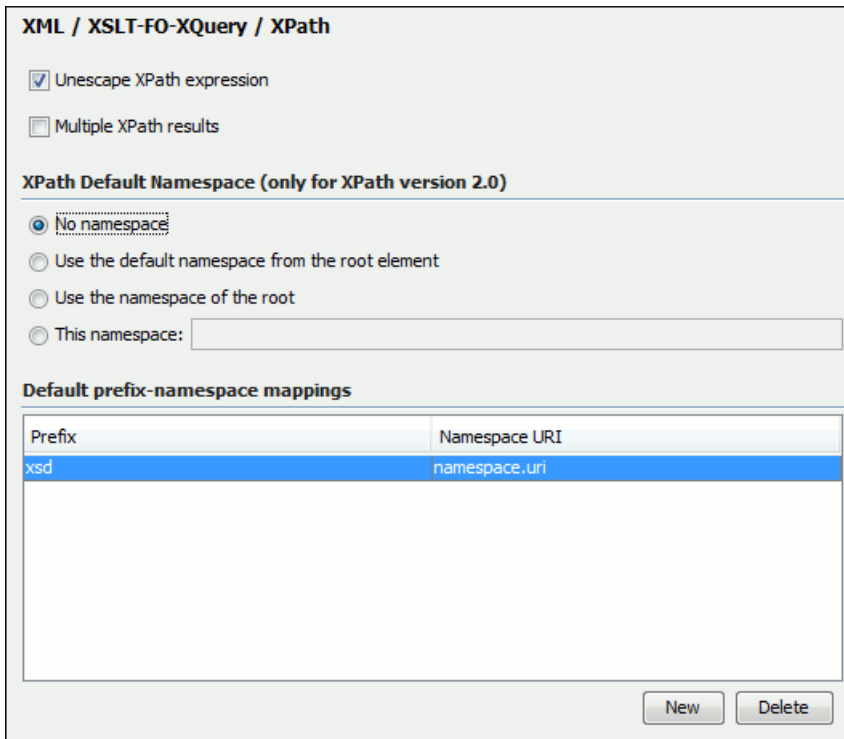 XML / XSLT-FO-XQuery / XPath
Unescape XPath expression
Multiple XPath results
XPath Default Namespace (only for XPath version 2.0)
No namespace
Use the default namespace from the root element
Use the namespace of the root
This namespace:
Default prefix-namespace mappings
Prefix Namespace URI
xsd namespace.uri
New Delete